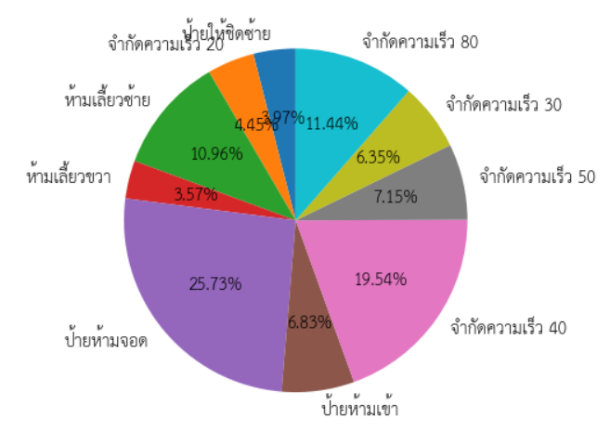 ป้ายให้ชิดซ้าย
จำกัดความเร็ว 20
จำกัดความเร็ว 80
ห้ามเลี้ยวซ้าย
จำกัดความเร็ว 30
3.97%
4.45%
11.44%
10.96%
6.35%
ห้ามเลี้ยวขวา
3.57%
7.15%
จำกัดความเร็ว 50
25.73%
19.54%
6.83%
ป้ายห้ามจอด
จำกัดความเร็ว 40
ป้ายห้ามเข้า